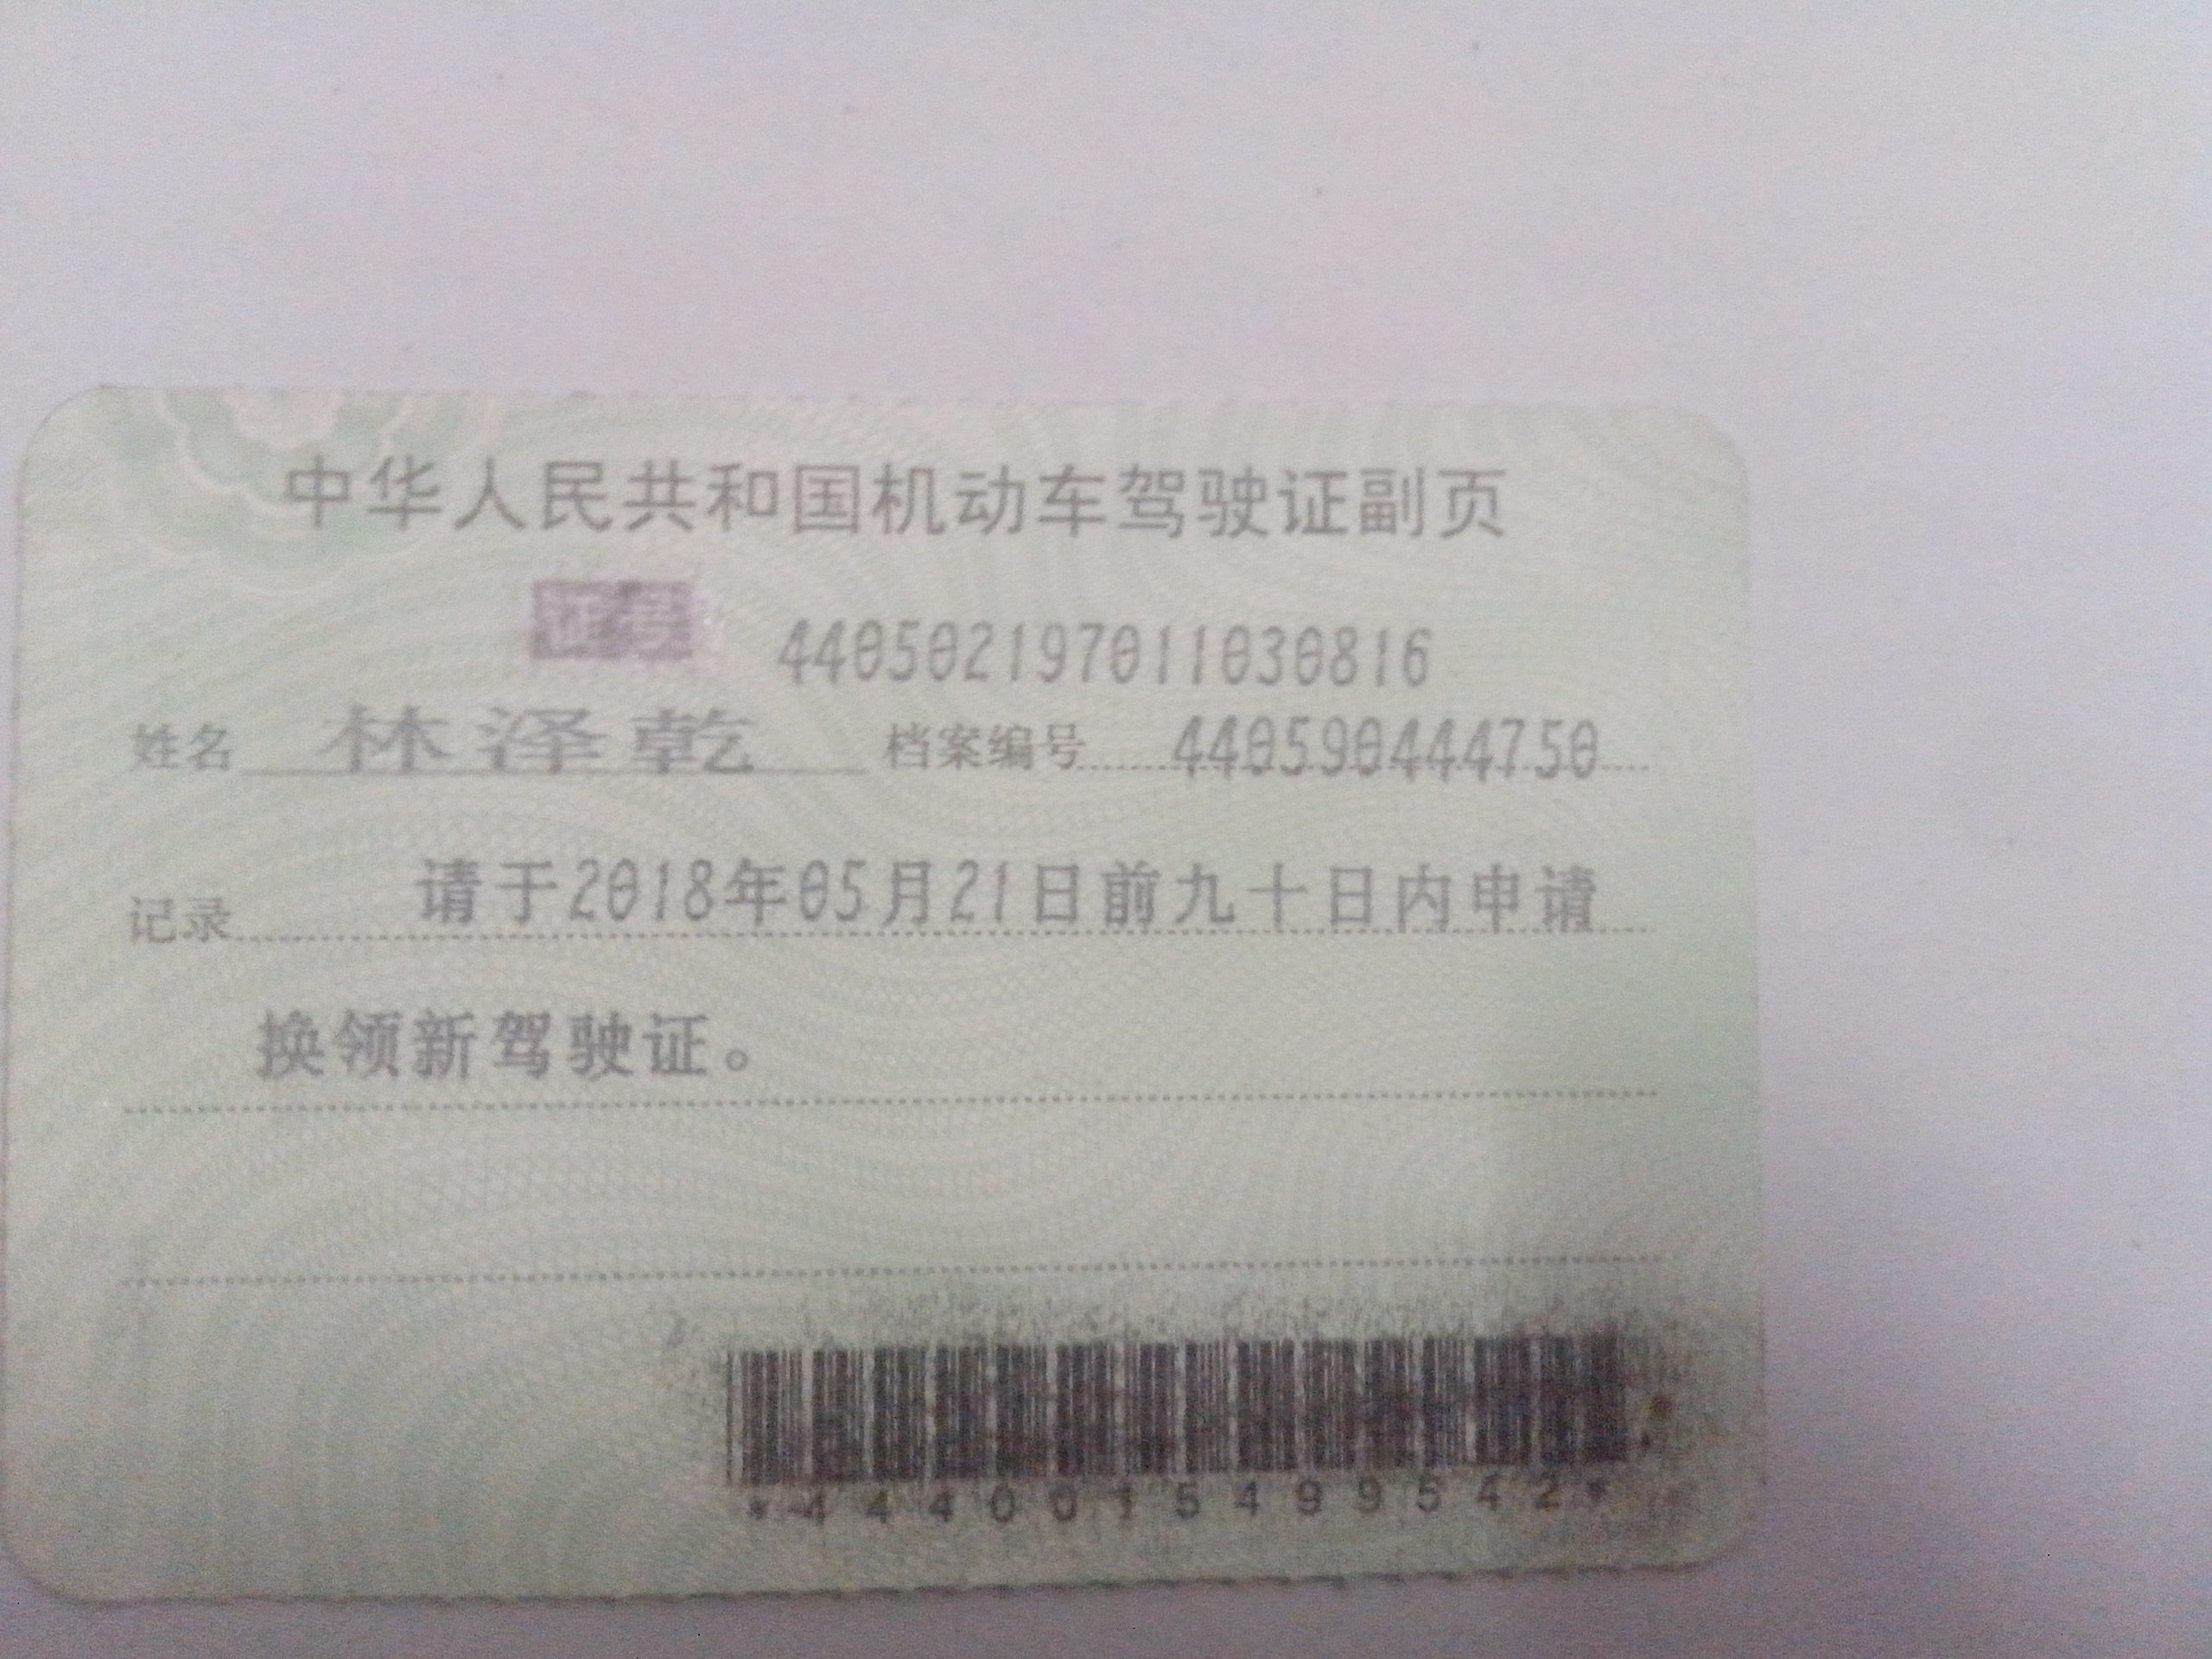 中华人民共和国机动车驾驶证副页
证号 440502197011030816
姓名 林泽乾 档案编号 440590444750
记录 请于2018年05月21日前九十日内申请
换领新驾驶证。
*4440015499542*